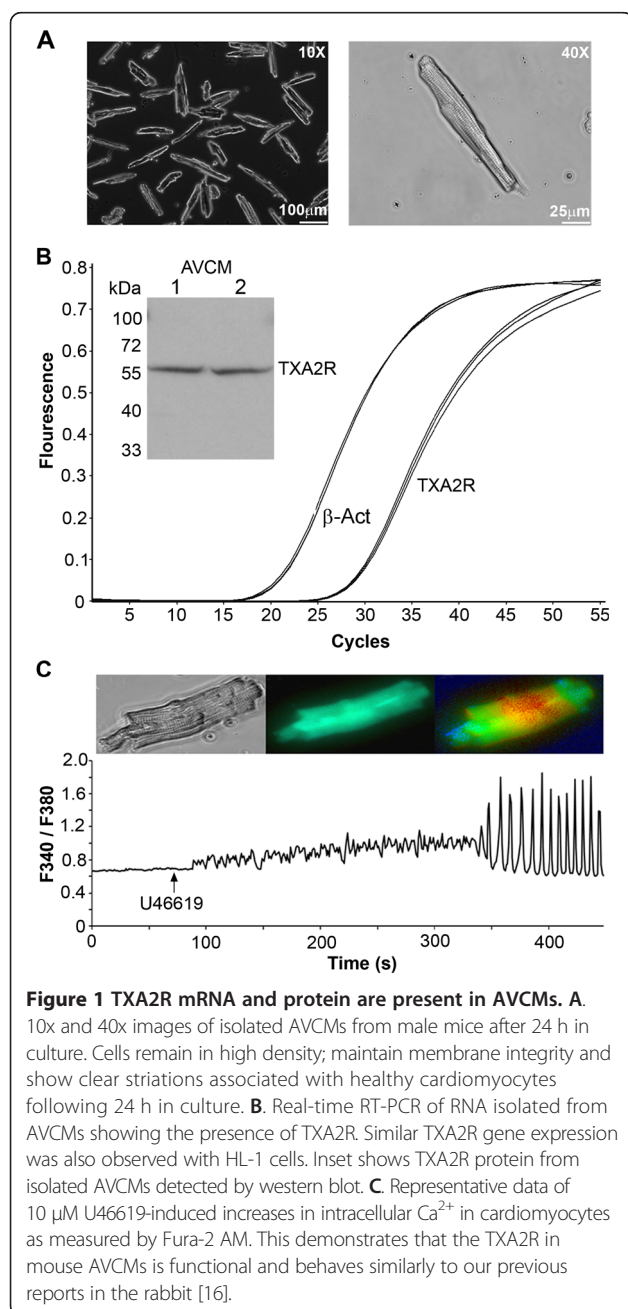 A
10X
100µm
40X
25µm
B
0.8
0.7
0.6
0.5
0.4
0.3
0.2
0.1
0
Flourescence
AVCM
kDa
1 2
100
72
55
40
33
TXA2R
β-Act
TXA2R
5 10 15 20 25 30 35 40 45 50 55
Cycles
C
2.0
1.6
1.2
0.8
0.4
0
F340 / F380
U46619
0 100 200 300 400
Time (s)
Figure 1 TXA2R mRNA and protein are present in AVCMs. A.
10x and 40x images of isolated AVCMs from male mice after 24 h in
culture. Cells remain in high density; maintain membrane integrity and
show clear striations associated with healthy cardiomyocytes
following 24 h in culture. B. Real-time RT-PCR of RNA isolated from
AVCMs showing the presence of TXA2R. Similar TXA2R gene expression
was also observed with HL-1 cells. Inset shows TXA2R protein from
isolated AVCMs detected by western blot. C. Representative data of
10 µM U46619-induced increases in intracellular Ca²⁺ in cardiomyocytes
as measured by Fura-2 AM. This demonstrates that the TXA2R in
mouse AVCMs is functional and behaves similarly to our previous
reports in the rabbit [16].